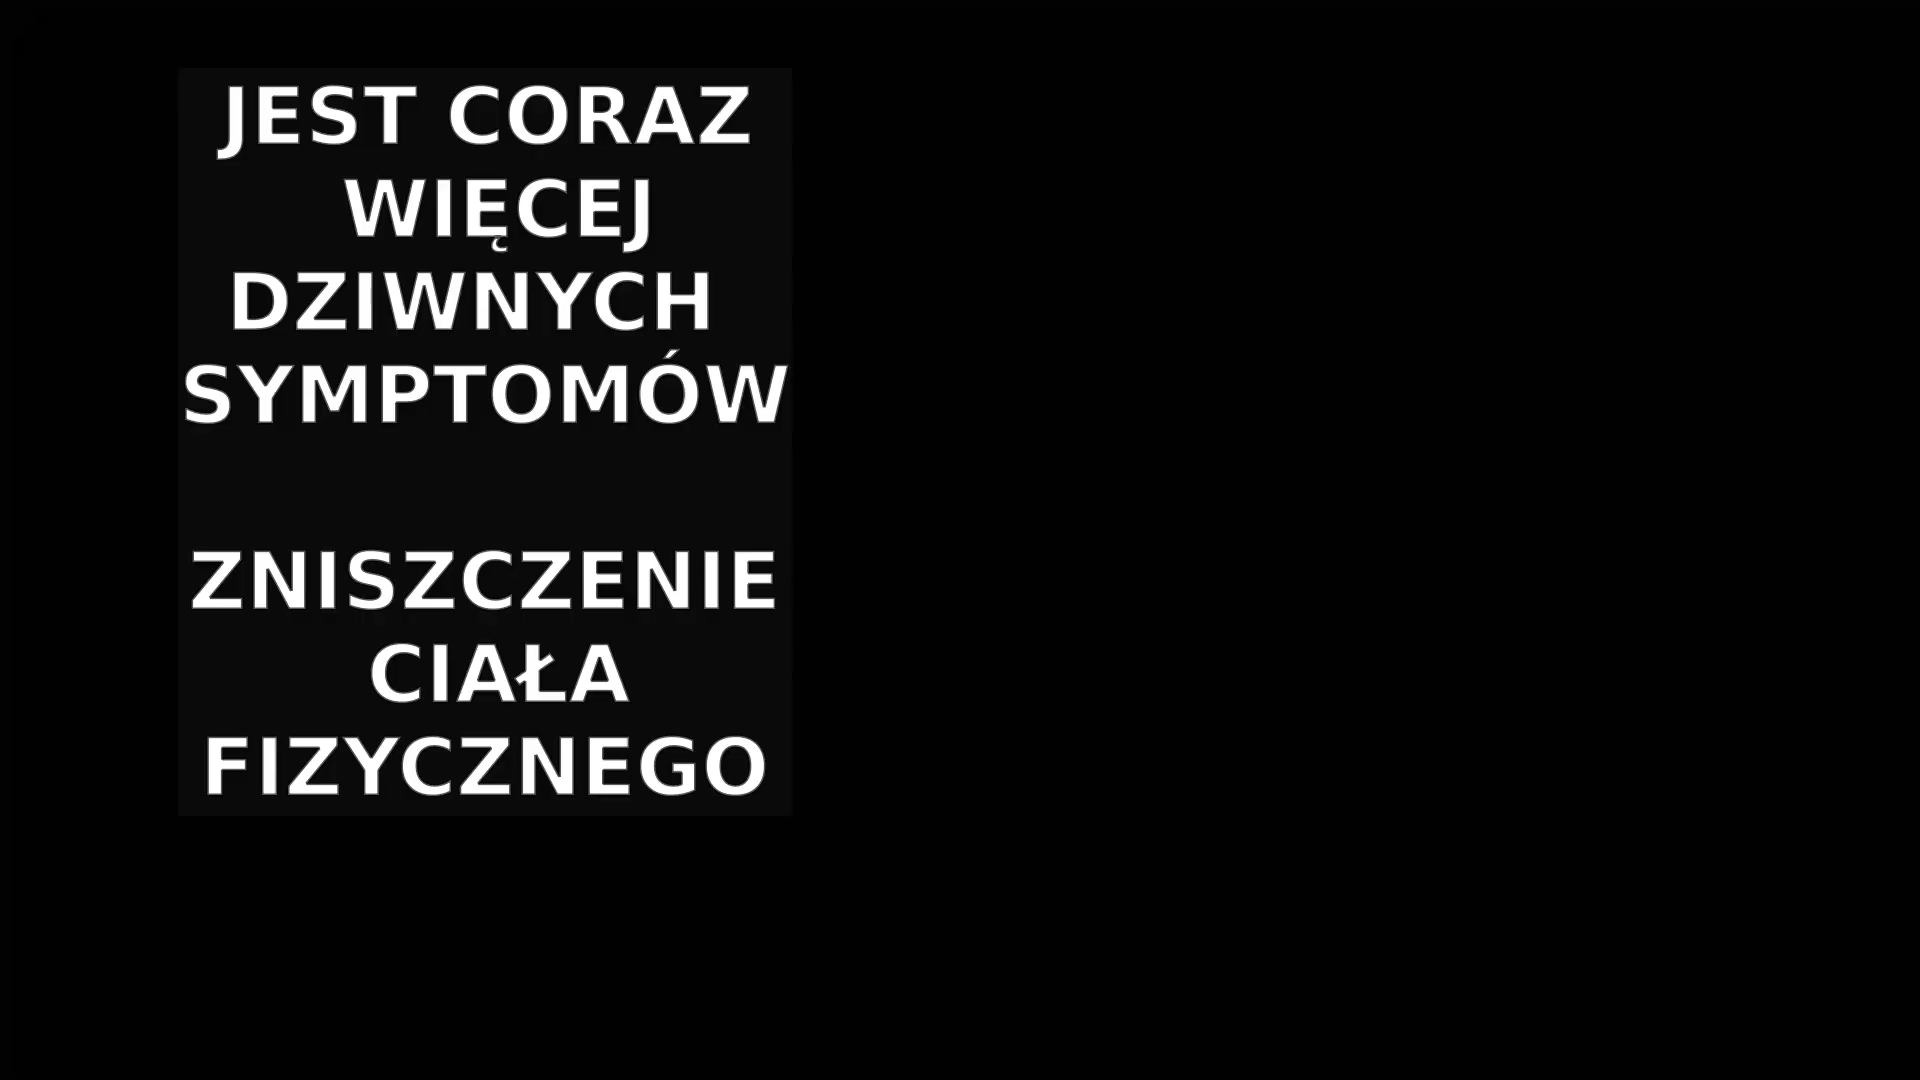 JEST CORAZ
WIĘCEJ
DZIWNYCH
SYMPTOMÓW
ZNISZCZENIE
CIAŁA
FIZYCZNEGO